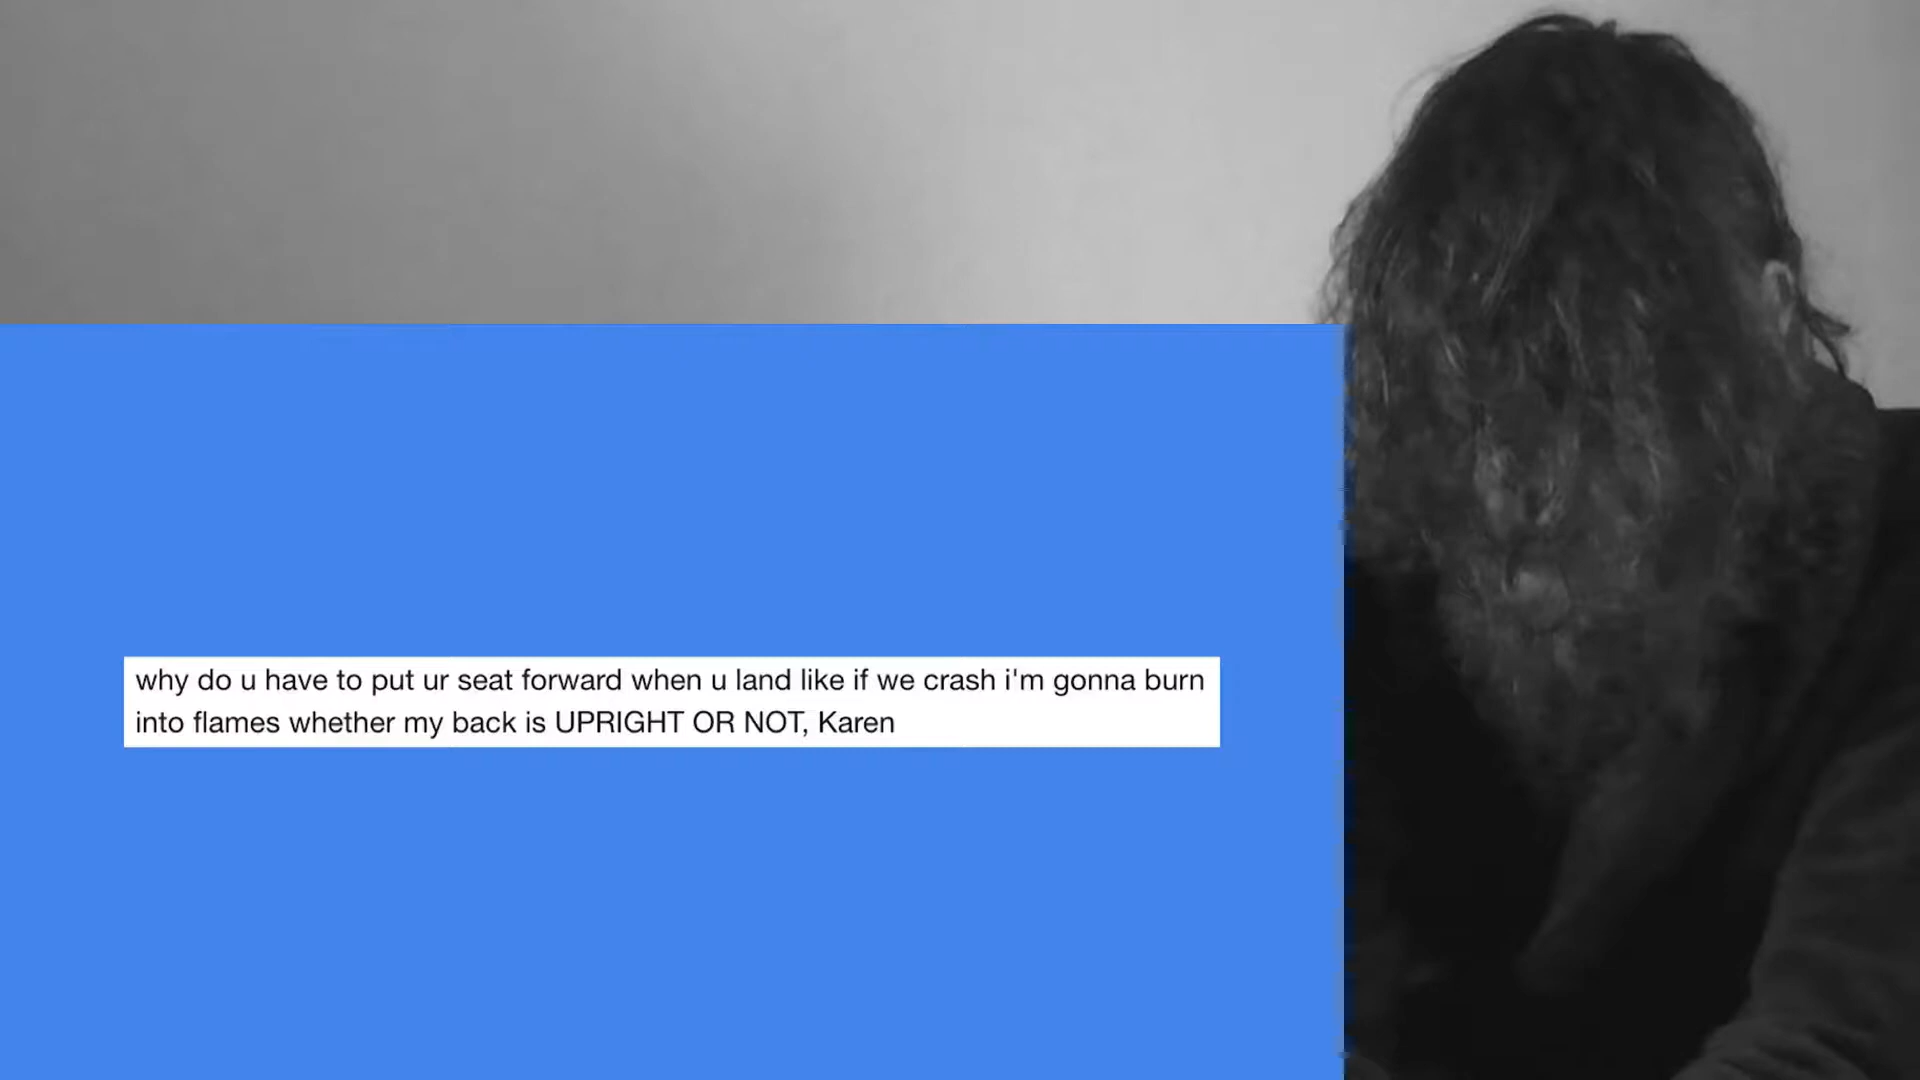 why do u have to put ur seat forward when u land like if we crash i'm gonna burn
into flames whether my back is UPRIGHT OR NOT, Karen